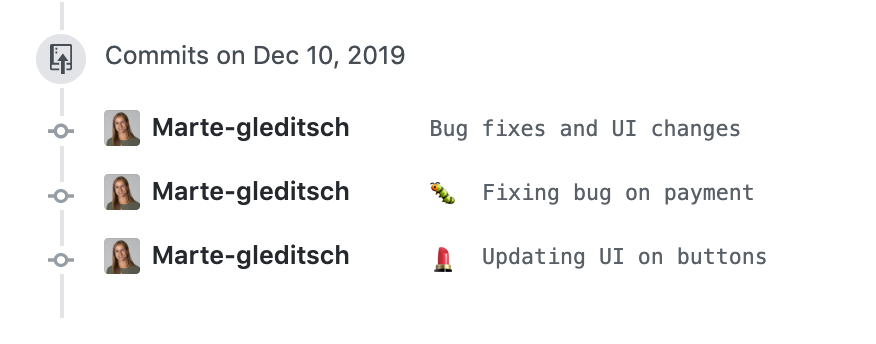 Commits on Dec 10, 2019
Marte-gleditsch Bug fixes and UI changes
Marte-gleditsch 🐛 Fixing bug on payment
Marte-gleditsch 💄 Updating UI on buttons